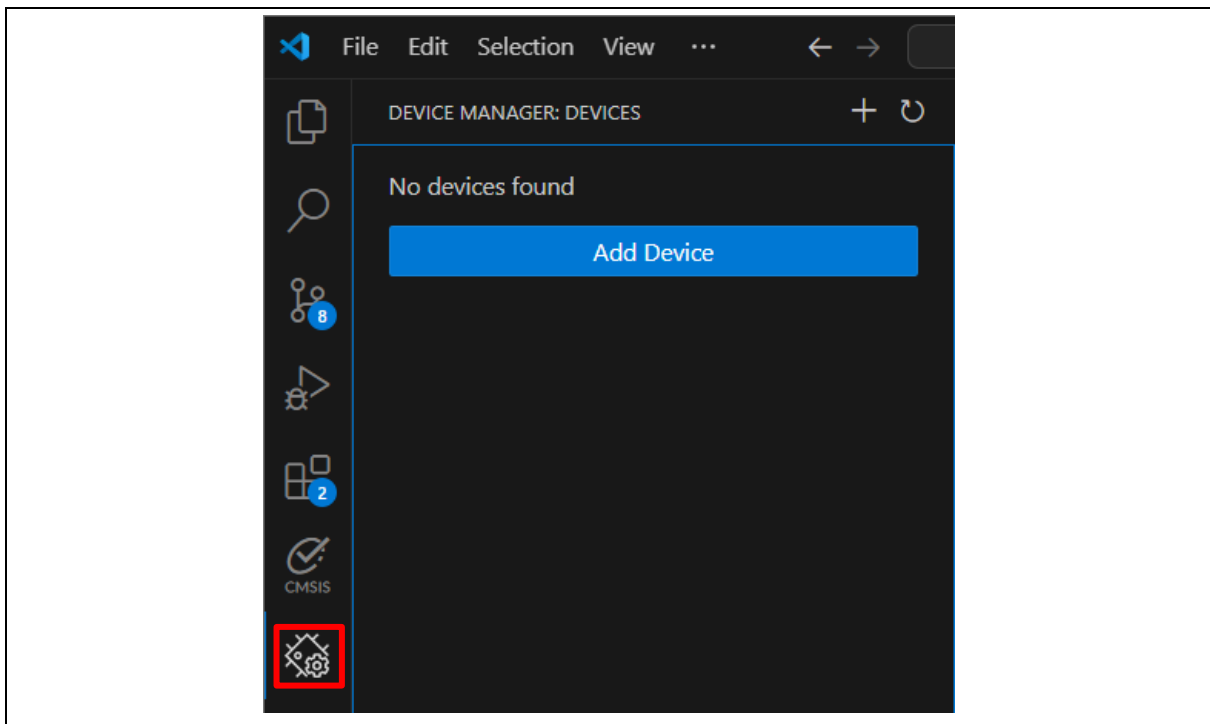 File Edit Selection View ···
DEVICE MANAGER: DEVICES
No devices found
Add Device
8
2
CMSIS